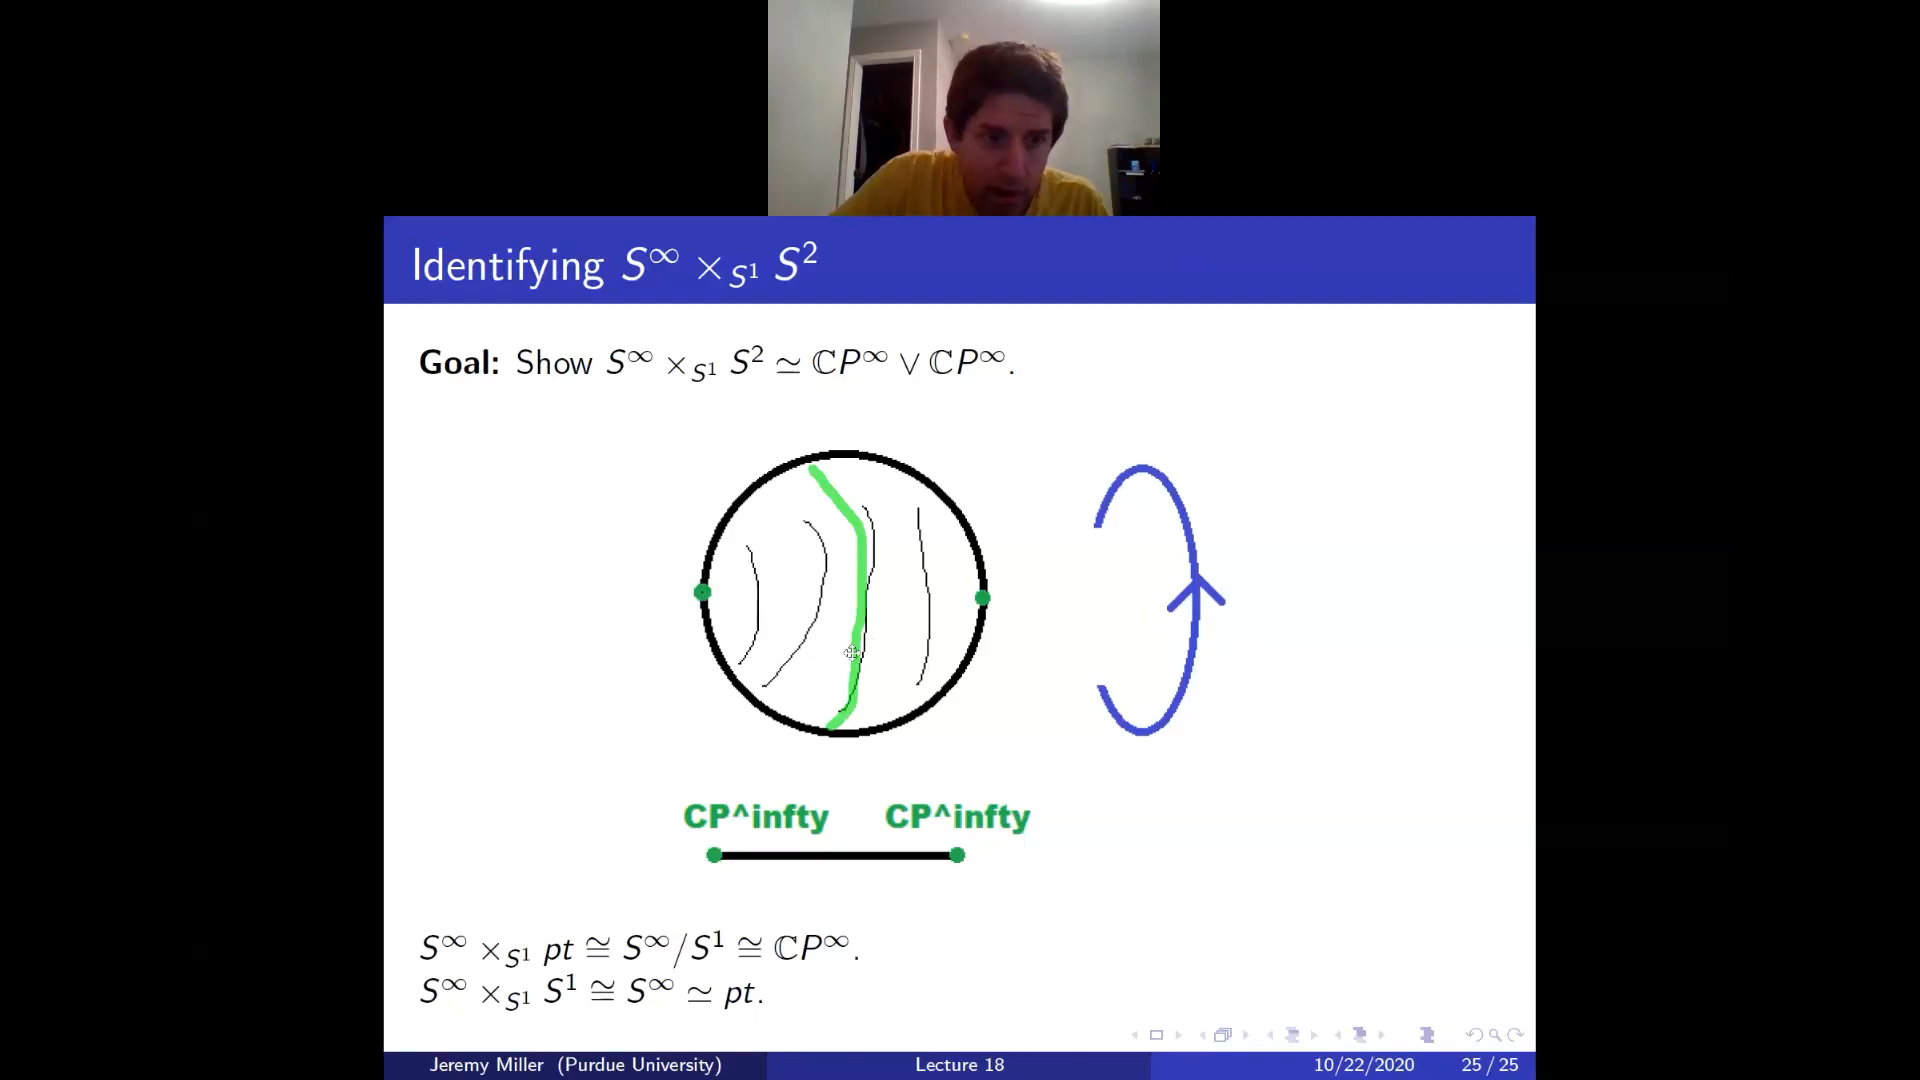 Identifying S^∞ ×_{S^1} S^2
Goal: Show S^∞ ×_{S^1} S^2 ≃ ℂP^∞ ∨ ℂP^∞.
CP^infty CP^infty
S^∞ ×_{S^1} pt ≅ S^∞/S^1 ≅ ℂP^∞.
S^∞ ×_{S^1} S^1 ≅ S^∞ ≃ pt.
Jeremy Miller (Purdue University) Lecture 18 10/22/2020 25 / 25